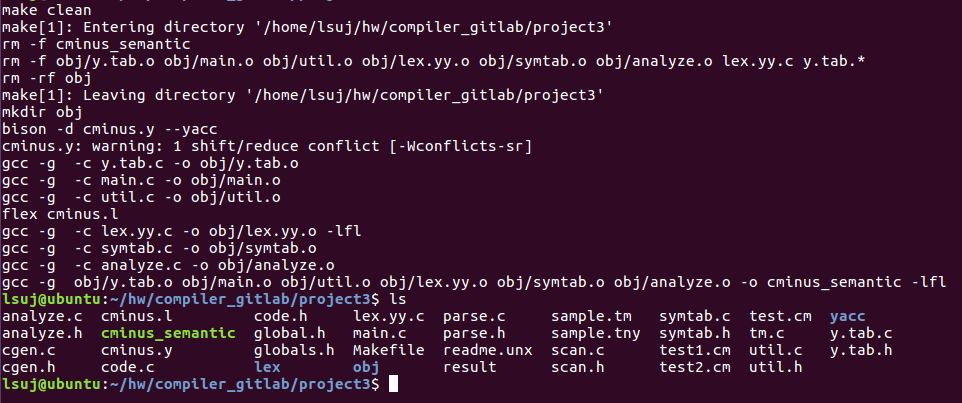 make clean
make[1]: Entering directory '/home/lsuj/hw/compiler_gitlab/project3'
rm -f cminus_semantic
rm -f obj/y.tab.o obj/main.o obj/util.o obj/lex.yy.o obj/symtab.o obj/analyze.o lex.yy.c y.tab.*
rm -rf obj
make[1]: Leaving directory '/home/lsuj/hw/compiler_gitlab/project3'
mkdir obj
bison -d cminus.y --yacc
cminus.y: warning: 1 shift/reduce conflict [-Wconflicts-sr]
gcc -g  -c y.tab.c -o obj/y.tab.o
gcc -g  -c main.c -o obj/main.o
gcc -g  -c util.c -o obj/util.o
flex cminus.l
gcc -g  -c lex.yy.c -o obj/lex.yy.o -lfl
gcc -g  -c symtab.c -o obj/symtab.o
gcc -g  -c analyze.c -o obj/analyze.o
gcc -g  obj/y.tab.o obj/main.o obj/util.o obj/lex.yy.o obj/symtab.o obj/analyze.o -o cminus_semantic -lfl
lsuj@ubuntu:~/hw/compiler_gitlab/project3$ ls
analyze.c  cminus.l         code.h     lex.yy.c  parse.c     sample.tm   symtab.c  test.cm  yacc
analyze.h  cminus_semantic  global.h   main.c    parse.h     sample.tny  symtab.h  tm.c     y.tab.c
cgen.c     cminus.y         globals.h  Makefile  readme.unx  scan.c      test1.cm  util.c   y.tab.h
cgen.h     code.c           lex        obj       result      scan.h      test2.cm  util.h
lsuj@ubuntu:~/hw/compiler_gitlab/project3$